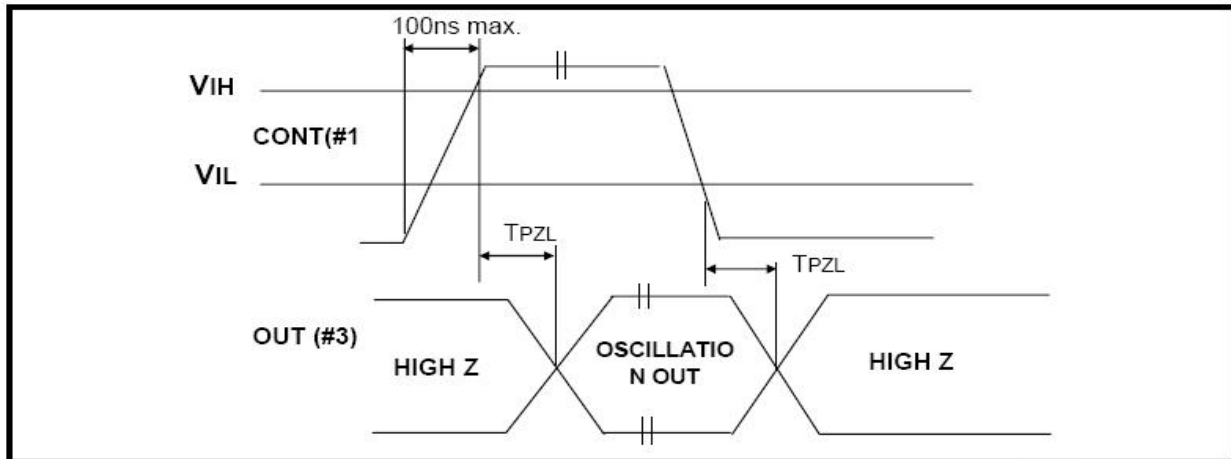 100ns max.
VIH
CONT(#1
VIL
TPZL
TPZL
OUT (#3)
HIGH Z
OSCILLATIO
N OUT
HIGH Z